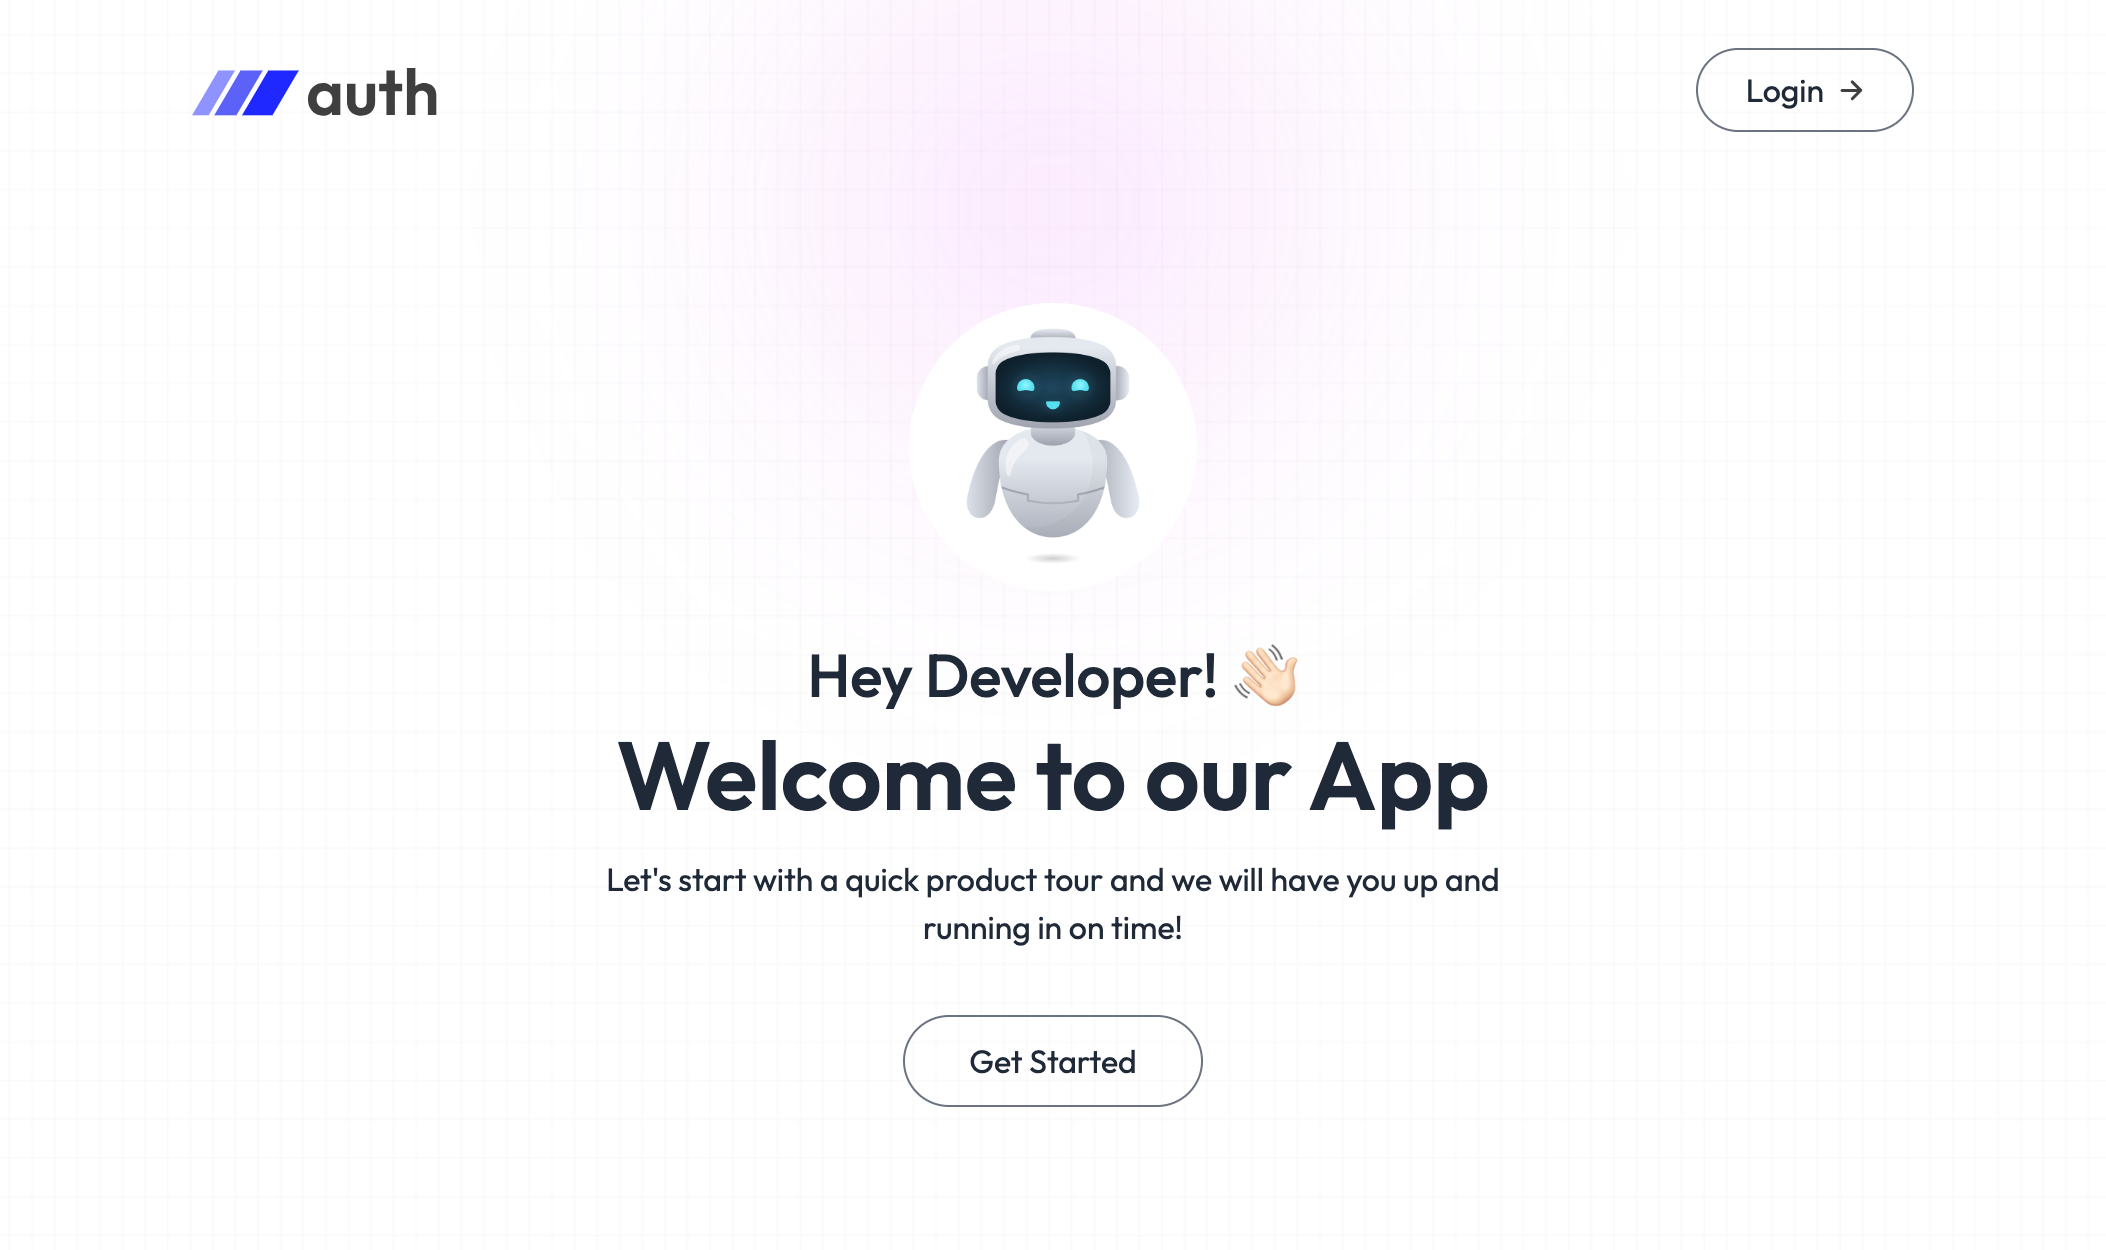 auth
Login →
Hey Developer! 👋🏻
Welcome to our App
Let's start with a quick product tour and we will have you up and
running in on time!
Get Started